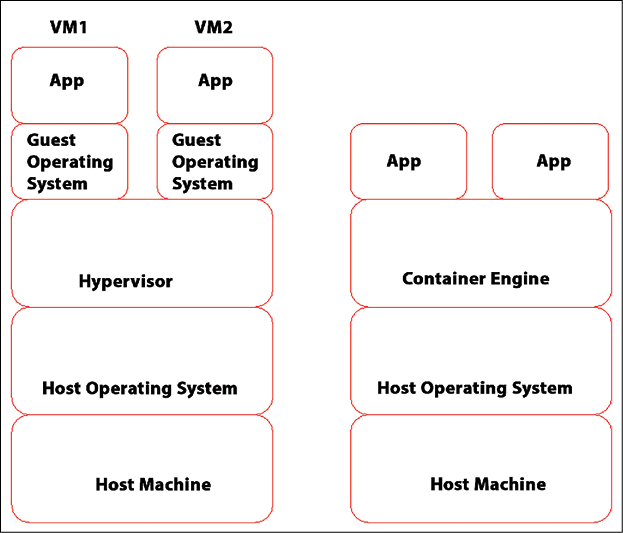 VM1
VM2
App
App
Guest
Operating
System
Guest
Operating
System
Hypervisor
Host Operating System
Host Machine
App
App
Container Engine
Host Operating System
Host Machine